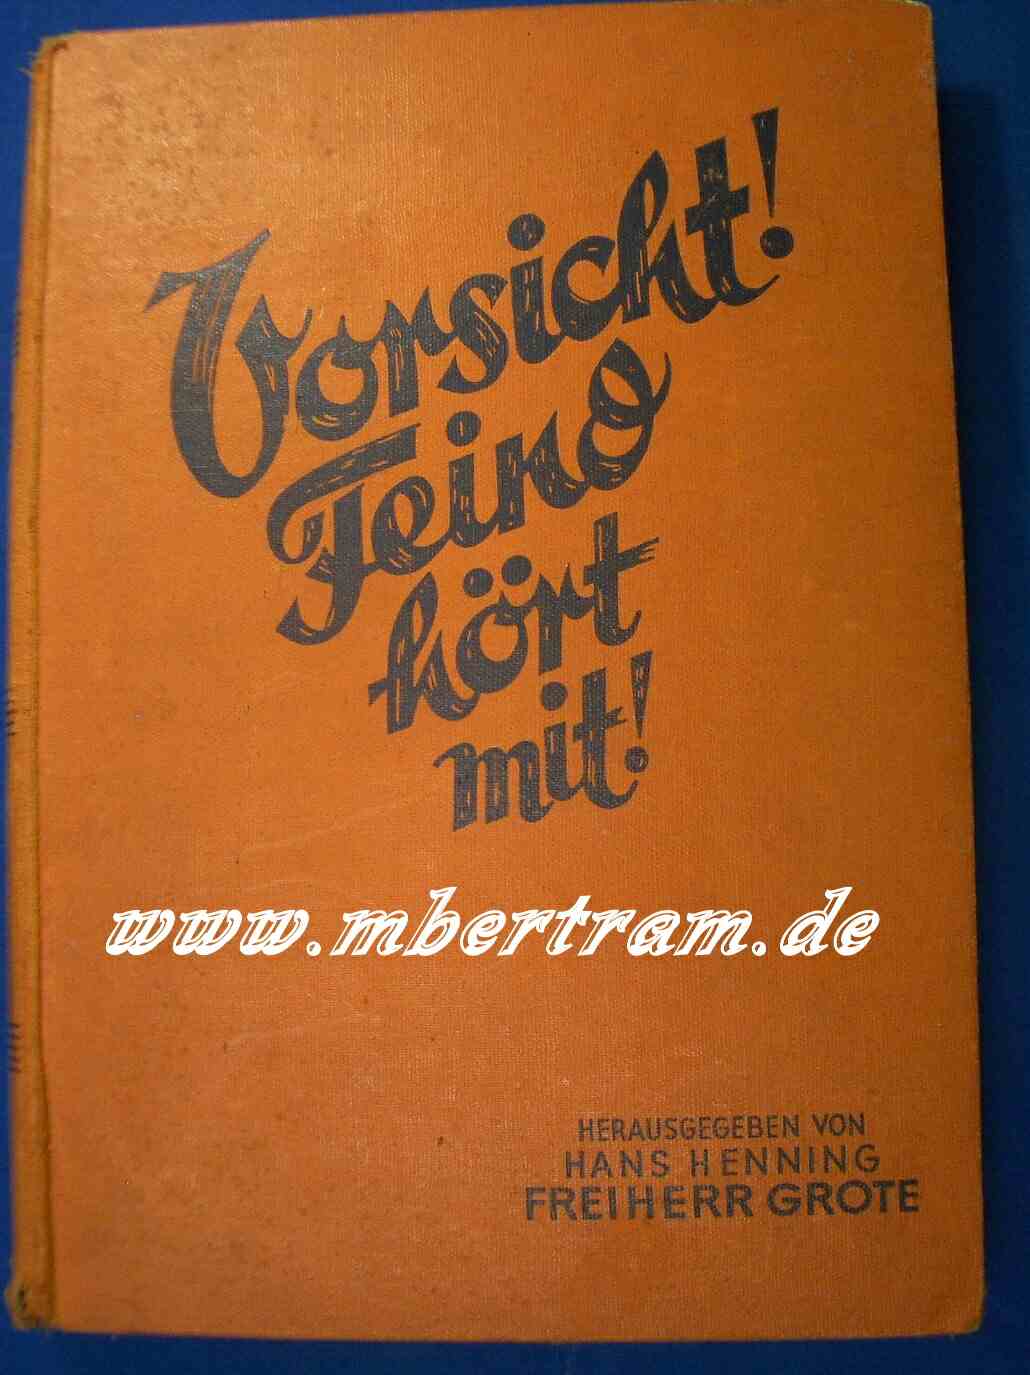 Vorsicht!
Feind
hört
mit!
www.mbertram.de
HERAUSGEGEBEN VON
HANS HENNING
FREIHERR GROTE